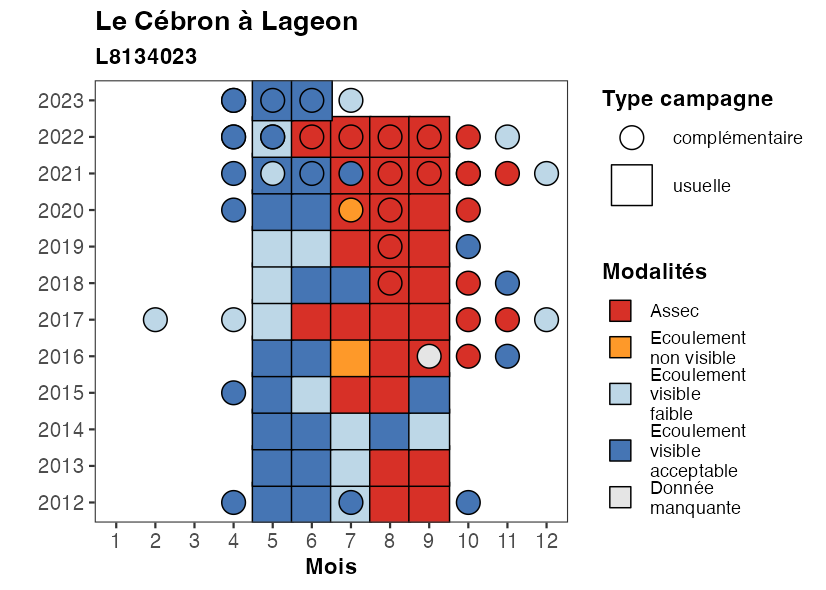 Le Cébron à Lageon
L8134023
2023
2022
2021
2020
2019
2018
2017
2016
2015
2014
2013
2012
1 2 3 4 5 6 7 8 9 10 11 12
Mois
Type campagne
complémentaire
usuelle
Modalités
Assec
Ecoulement
non visible
Ecoulement
visible
faible
Ecoulement
visible
acceptable
Donnée
manquante